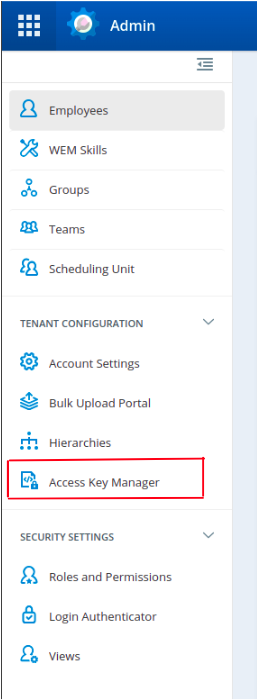 Admin
Employees
WEM Skills
Groups
Teams
Scheduling Unit
TENANT CONFIGURATION
Account Settings
Bulk Upload Portal
Hierarchies
Access Key Manager
SECURITY SETTINGS
Roles and Permissions
Login Authenticator
Views